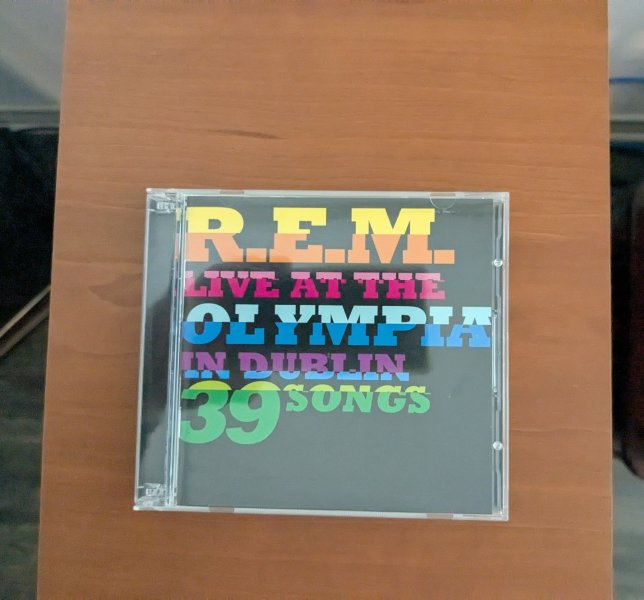 R.E.M.
LIVE AT THE
OLYMPIA
IN DUBLIN
39 SONGS